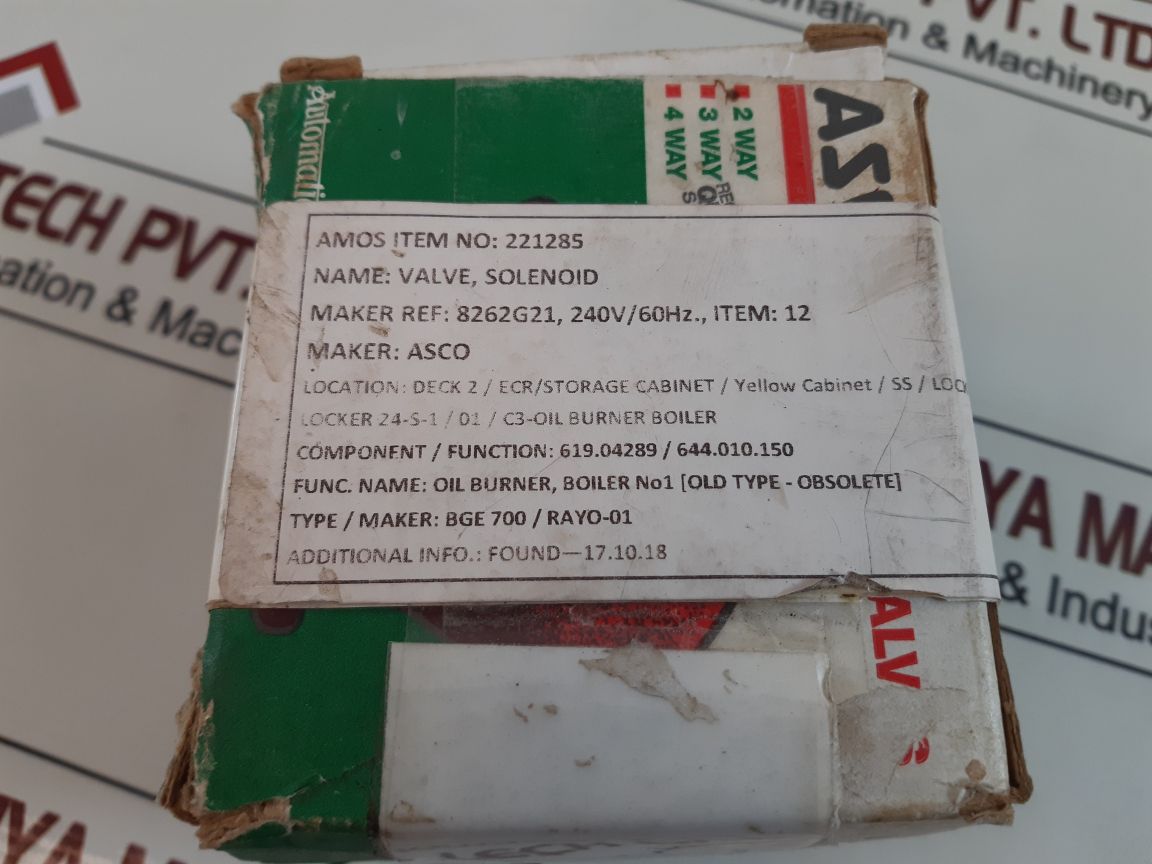 PVT. LTD
mation & Machinery
TECH PVT.
ation & Mac
Automati
2 WAY
3 WAY
4 WAY
AS
AMOS ITEM NO: 221285
NAME: VALVE, SOLENOID
MAKER REF: 8262G21, 240V/60Hz., ITEM: 12
MAKER: ASCO
LOCATION: DECK 2 / ECR/STORAGE CABINET / Yellow Cabinet / SS / LOC
LOCKER 24-S-1 / 01 / C3-OIL BURNER BOILER
COMPONENT / FUNCTION: 619.04289 / 644.010.150
FUNC. NAME: OIL BURNER, BOILER No1 [OLD TYPE - OBSOLETE]
TYPE / MAKER: BGE 700 / RAYO-01
ADDITIONAL INFO.: FOUND—17.10.18
VALV
S
YA MA
& Indus
IYA M